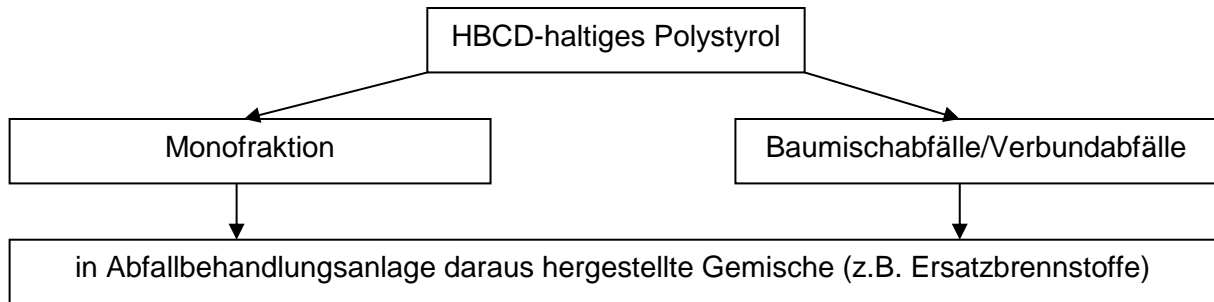 HBCD-haltiges Polystyrol
Monofraktion
Baumischabfälle/Verbundabfälle
in Abfallbehandlungsanlage daraus hergestellte Gemische (z.B. Ersatzbrennstoffe)